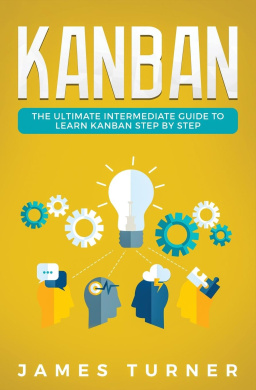 KANBAN
THE ULTIMATE INTERMEDIATE GUIDE TO
LEARN KANBAN STEP BY STEP
JAMES TURNER